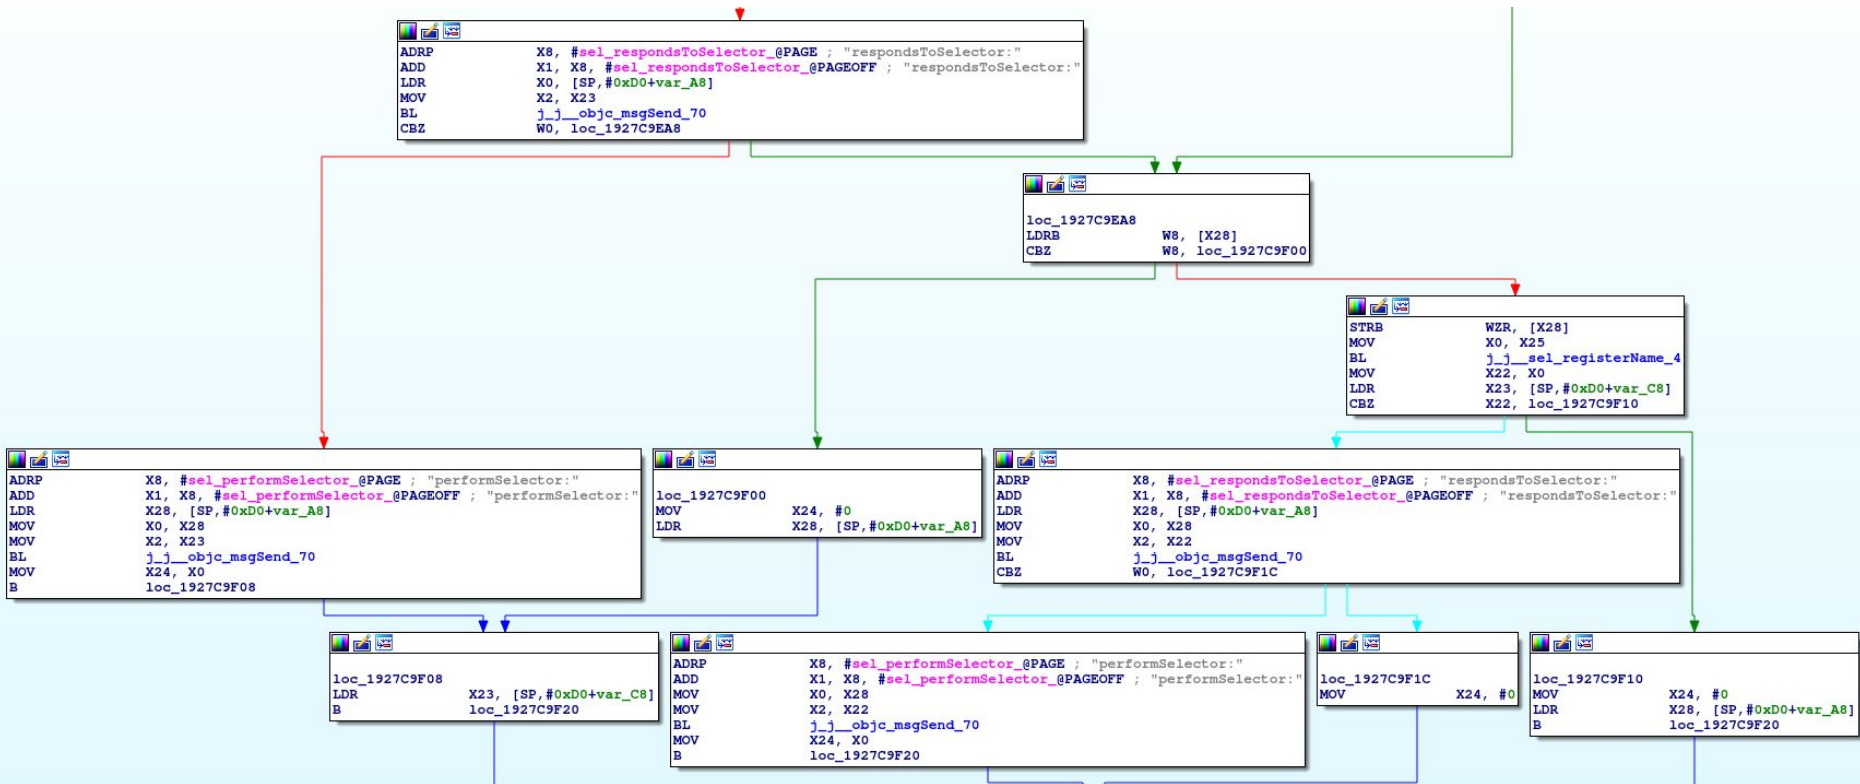 ADRP X8, #sel_respondsToSelector_@PAGE ; "respondsToSelector:"
ADD X1, X8, #sel_respondsToSelector_@PAGEOFF ; "respondsToSelector:"
LDR X0, [SP,#0xD0+var_A8]
MOV X2, X23
BL j_j__objc_msgSend_70
CBZ W0, loc_1927C9EA8
loc_1927C9EA8
LDRB W8, [X28]
CBZ W8, loc_1927C9F00
STRB WZR, [X28]
MOV X0, X25
BL j_j__sel_registerName_4
MOV X22, X0
LDR X23, [SP,#0xD0+var_C8]
CBZ X22, loc_1927C9F10
ADRP X8, #sel_performSelector_@PAGE ; "performSelector:"
ADD X1, X8, #sel_performSelector_@PAGEOFF ; "performSelector:"
LDR X28, [SP,#0xD0+var_A8]
MOV X0, X28
MOV X2, X23
BL j_j__objc_msgSend_70
MOV X24, X0
B loc_1927C9F08
loc_1927C9F00
MOV X24, #0
LDR X28, [SP,#0xD0+var_A8]
ADRP X8, #sel_respondsToSelector_@PAGE ; "respondsToSelector:"
ADD X1, X8, #sel_respondsToSelector_@PAGEOFF ; "respondsToSelector:"
LDR X28, [SP,#0xD0+var_A8]
MOV X0, X28
MOV X2, X22
BL j_j__objc_msgSend_70
CBZ W0, loc_1927C9F1C
loc_1927C9F08
LDR X23, [SP,#0xD0+var_C8]
B loc_1927C9F20
ADRP X8, #sel_performSelector_@PAGE ; "performSelector:"
ADD X1, X8, #sel_performSelector_@PAGEOFF ; "performSelector:"
MOV X0, X28
MOV X2, X22
BL j_j__objc_msgSend_70
MOV X24, X0
B loc_1927C9F20
loc_1927C9F1C
MOV X24, #0
loc_1927C9F10
MOV X24, #0
LDR X28, [SP,#0xD0+var_A8]
B loc_1927C9F20